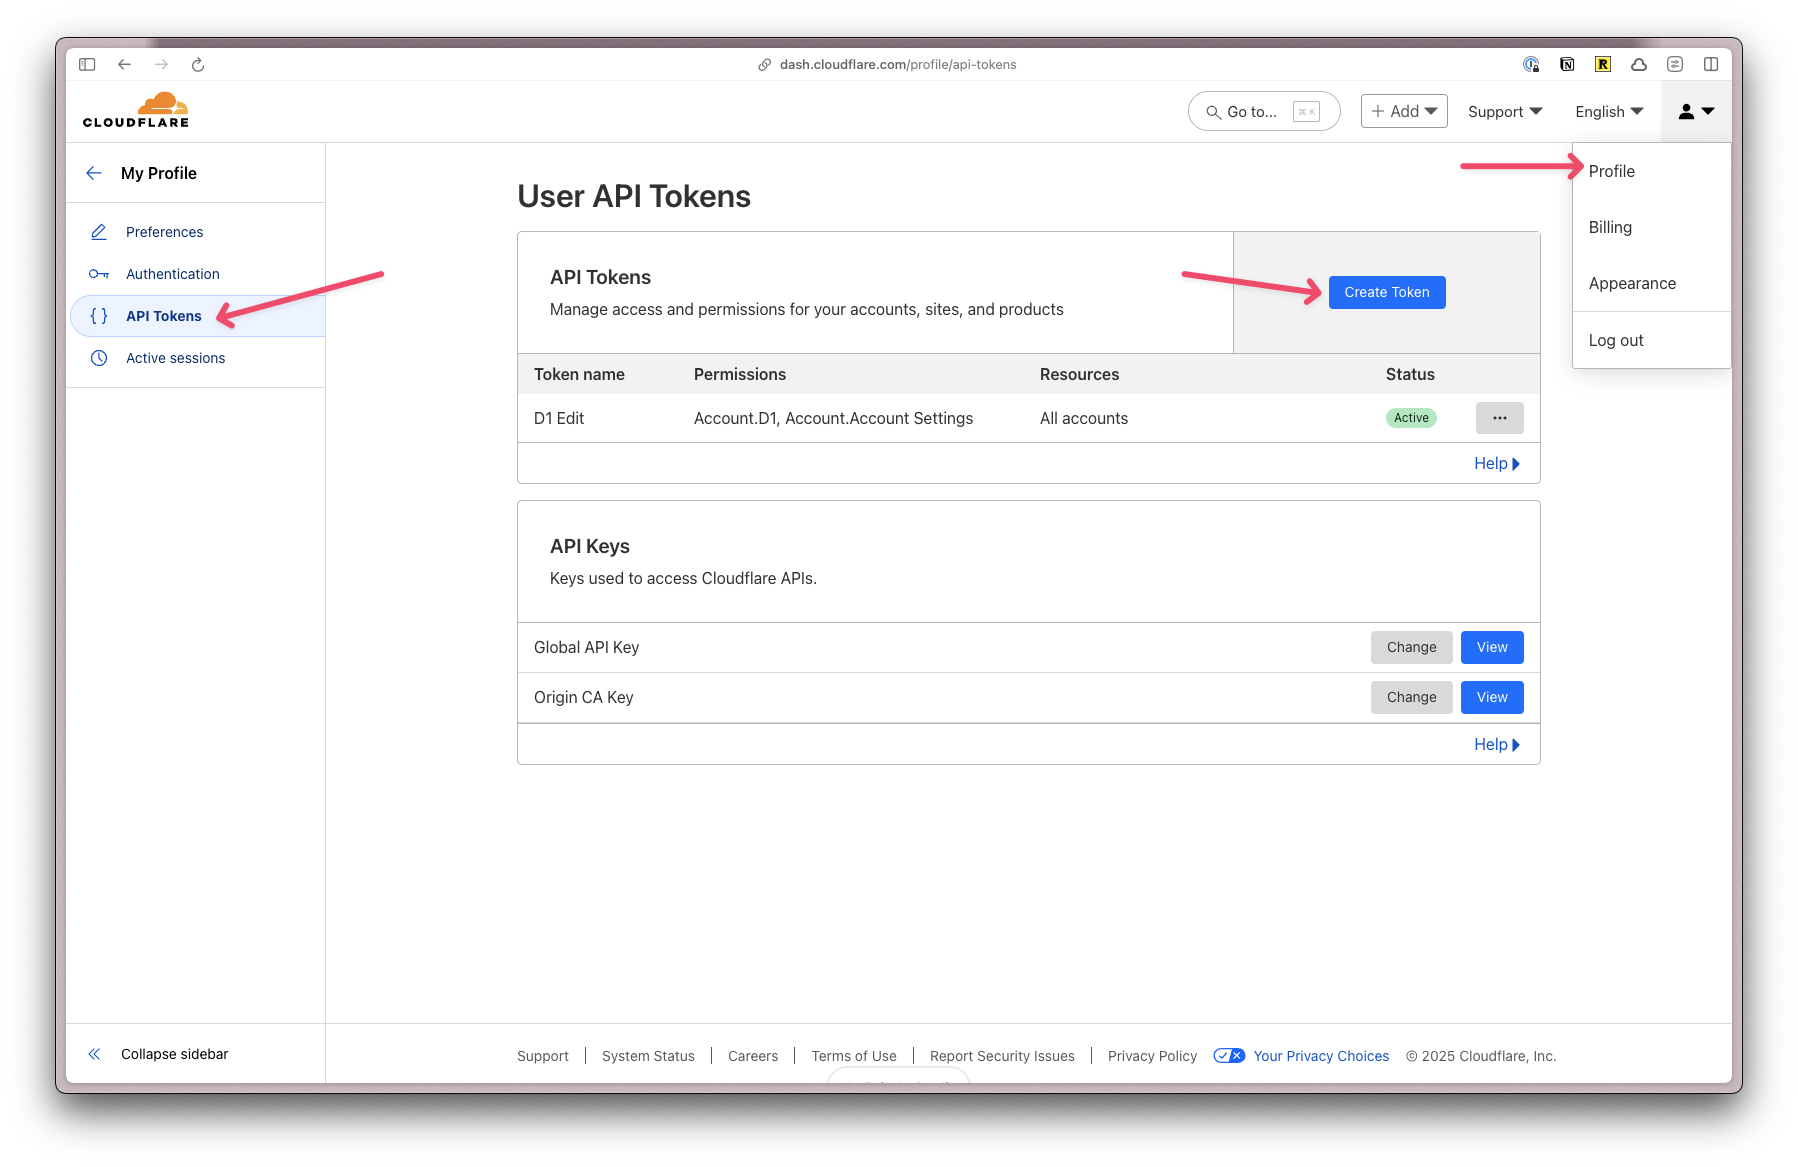 dash.cloudflare.com/profile/api-tokens
CLOUDFLARE
Go to... ⌘ K
+ Add
Support
English
My Profile
Profile
Billing
Appearance
Log out
Preferences
Authentication
API Tokens
Active sessions
User API Tokens
API Tokens
Manage access and permissions for your accounts, sites, and products
Create Token
Token name Permissions Resources Status
D1 Edit Account.D1, Account.Account Settings All accounts Active ...
Help
API Keys
Keys used to access Cloudflare APIs.
Global API Key Change View
Origin CA Key Change View
Help
Collapse sidebar
Support | System Status | Careers | Terms of Use | Report Security Issues | Privacy Policy Your Privacy Choices © 2025 Cloudflare, Inc.